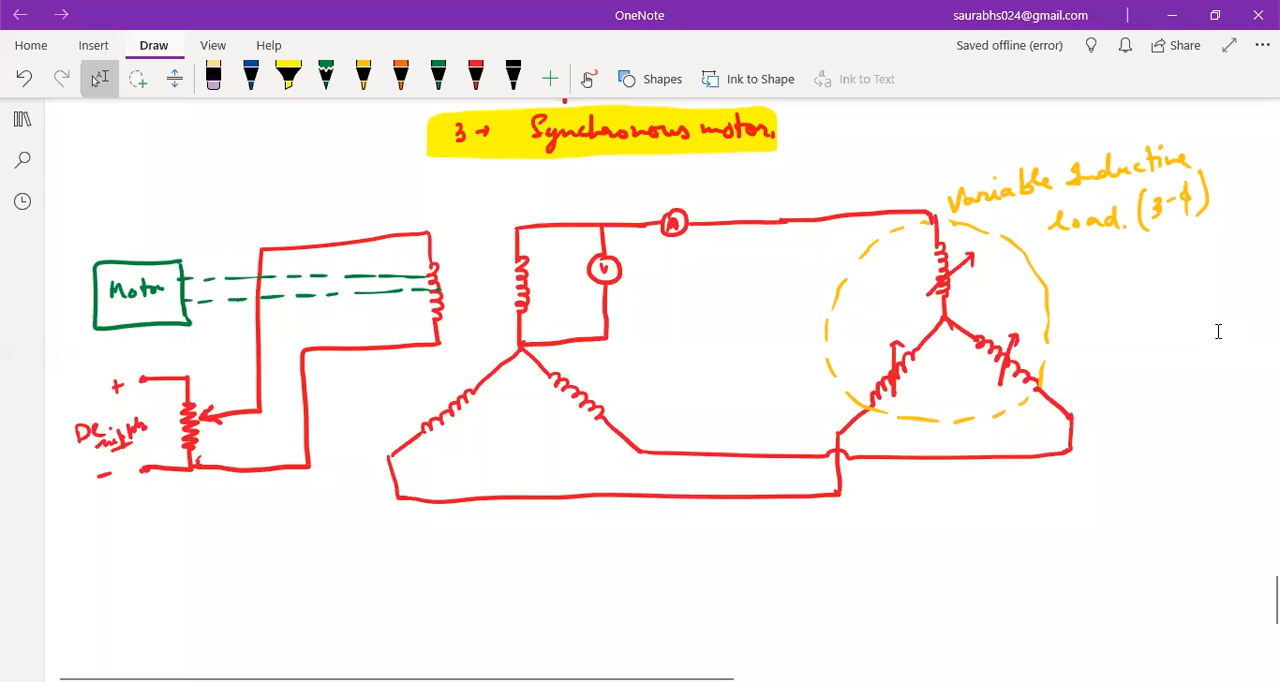 OneNote
saurabhs024@gmail.com
Home Insert Draw View Help
Saved offline (error) Share
Shapes Ink to Shape Ink to Text
3 → Synchronous motor.
Variable Inductive
load. (3-ϕ)
A
V
Motor
+
DC
-